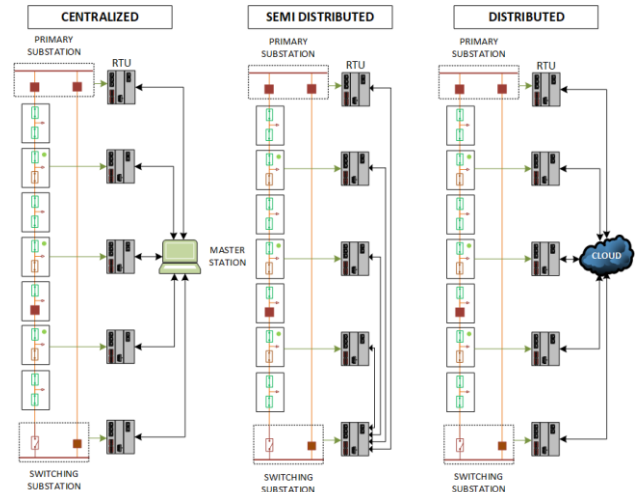 CENTRALIZED
SEMI DISTRIBUTED
DISTRIBUTED
PRIMARY
SUBSTATION
RTU
PRIMARY
SUBSTATION
RTU
PRIMARY
SUBSTATION
RTU
MASTER
STATION
CLOUD
SWITCHING
SUBSTATION
SWITCHING
SUBSTATION
SWITCHING
SUBSTATION